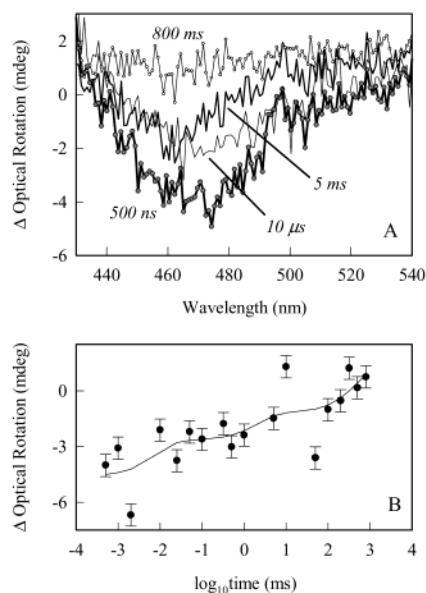 800 ms
2
0
-2
-4
-6
Δ Optical Rotation (mdeg)
500 ns
10 μs
5 ms
A
440 460 480 500 520 540
Wavelength (nm)
0
-3
-6
Δ Optical Rotation (mdeg)
B
-4 -3 -2 -1 0 1 2 3 4
log₁₀time (ms)